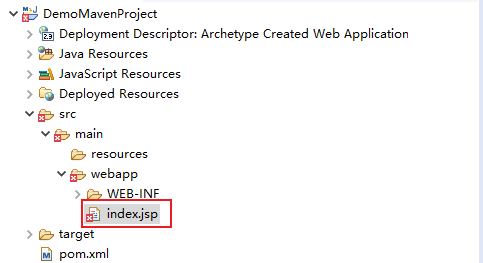 DemoMavenProject
Deployment Descriptor: Archetype Created Web Application
Java Resources
JavaScript Resources
Deployed Resources
src
main
resources
webapp
WEB-INF
index.jsp
target
pom.xml